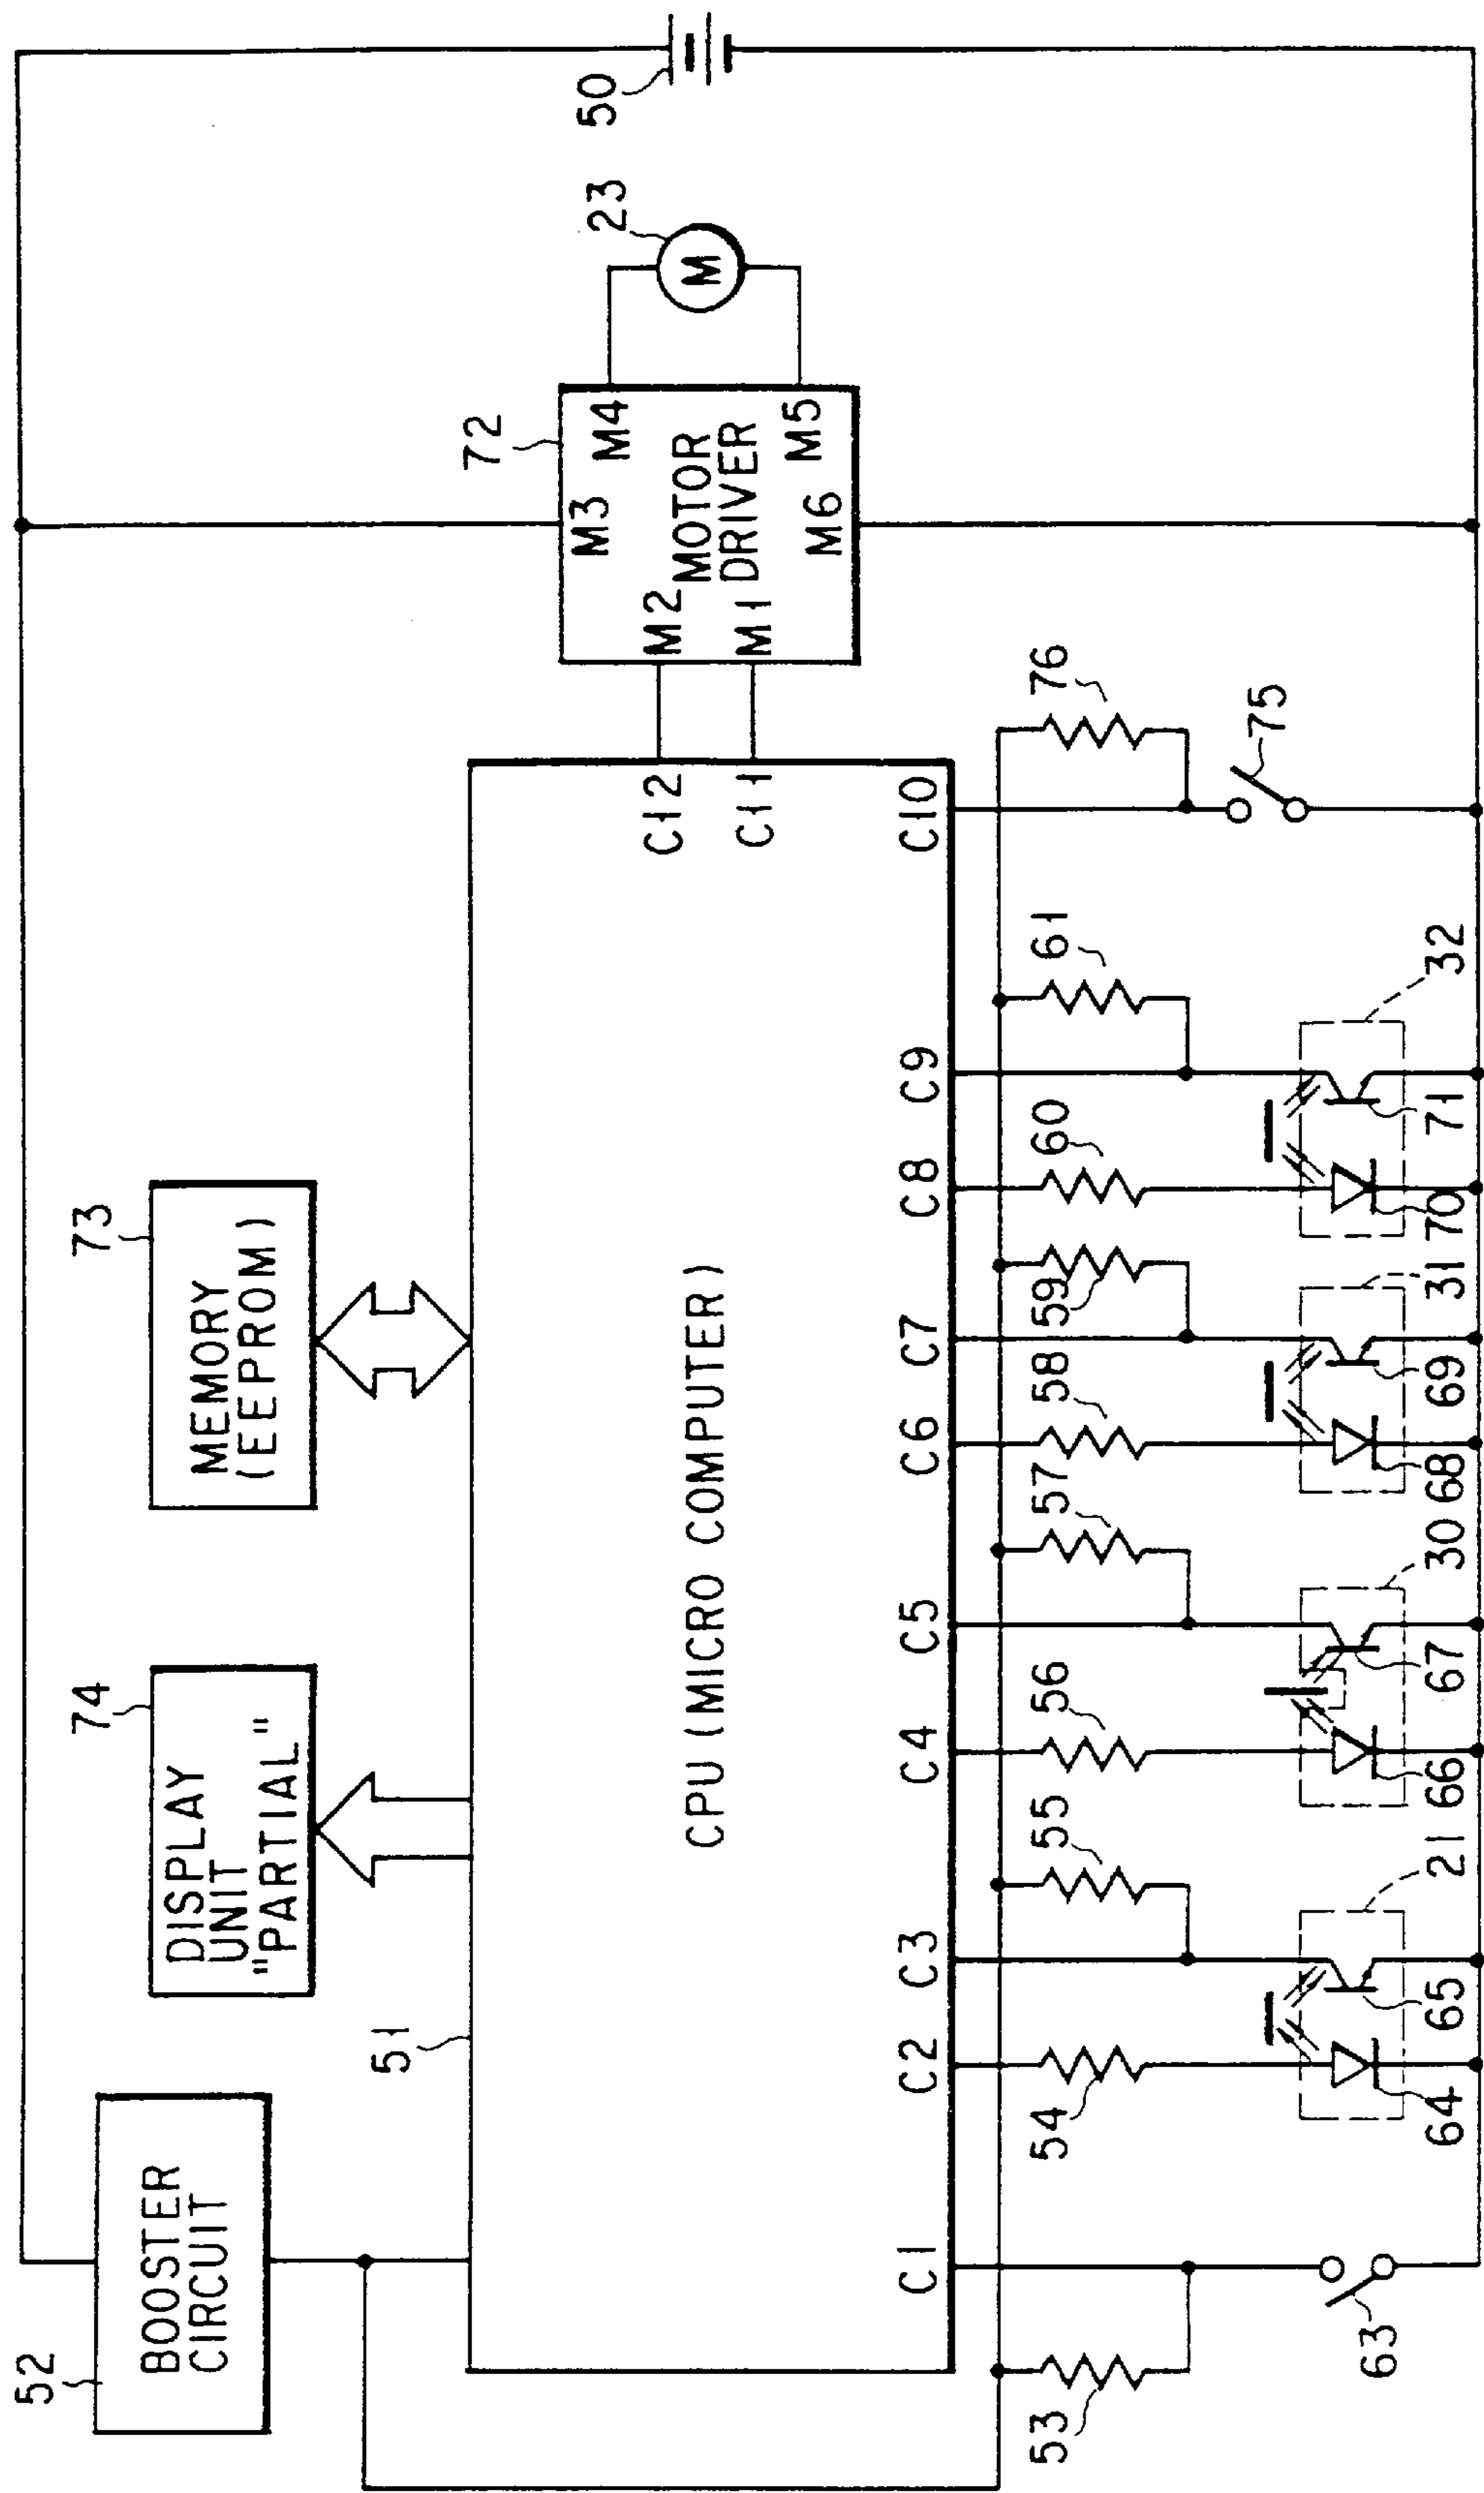 52
BOOSTER
CIRCUIT
74
DISPLAY
UNIT
"PARTIAL"
73
MEMORY
(EEPROM)
51
CPU (MICRO COMPUTER)
C12
C11
C1
C2
C3
C4
C5
C6
C7
C8
C9
C10
72
M3
M4
M2
MOTOR
M1
DRIVER
M6
M5
23
M
50
53
54
55
56
57
58
59
60
61
76
63
64
65
21
66
67
30
68
69
31
70
71
32
75